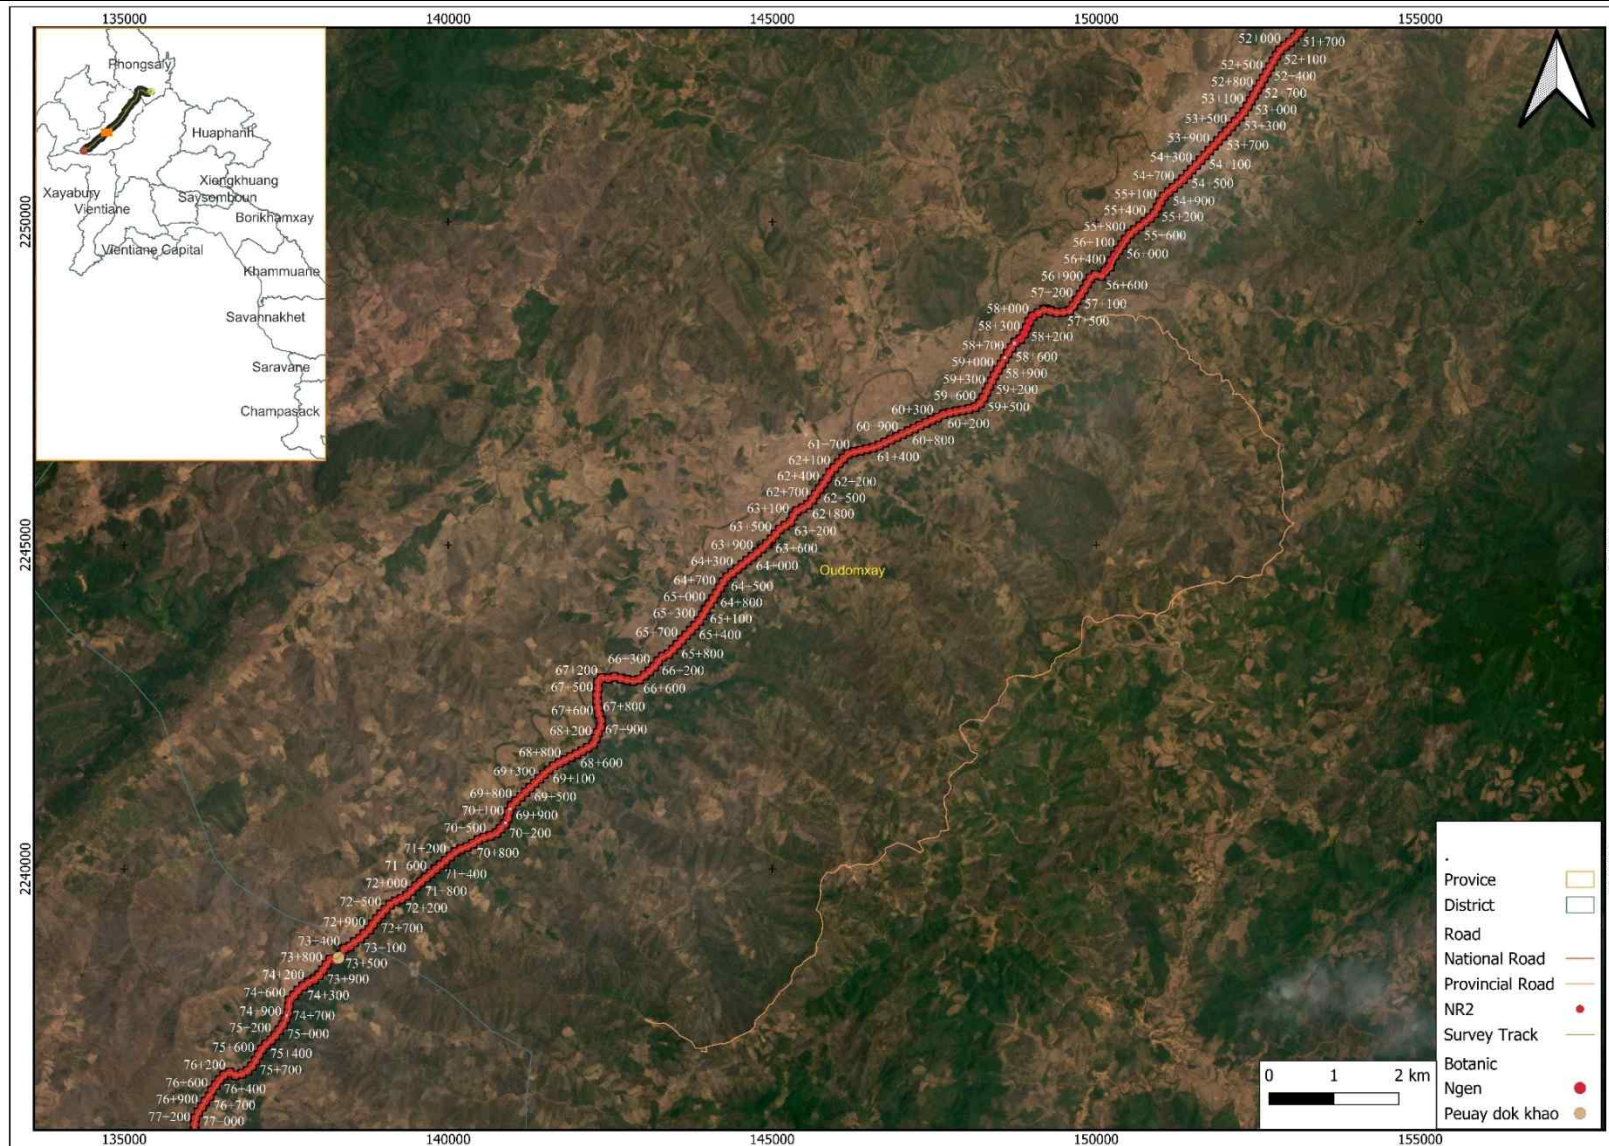 135000 140000 145000 150000 155000
Phongsaly
Huaphanh
Xiengkhuang
Xayabury
Saysomboun
Vientiane
Borikhamxay
Vientiane Capital
Khammuane
Savannakhet
Saravane
Champasack
2250000
2245000
2240000
52+000 51+700
52+500 52+100
52+800 52+400
53+100 52+700
53+500 53+000
53+900 53+300
54+300 53+700
54+700 54+100
55+100 54+500
55+400 54+900
55+800 55+200
56+100 55+600
56+400 56+000
56+900 56+600
57+200 57+100
58+000 57+500
58+300 58+200
58+700 58+600
59+000 58+900
59+300 59+200
59+600 59+500
60+300 60+200
60+900 60+800
61+700 61+400
62+100 62+200
62+400 62+500
62+700 62+800
63+100 63+200
63+500 63+600
63+900 64+000
64+300 64+500
64+700 64+800
65+000 65+100
65+300 65+400
65+700 65+800
66+300 66+200
67+200 66+600
67+500 67+800
67+600 67+900
68+200 68+600
68+800 69+100
69+300 69+500
69+800 69+900
70+100 70+200
70+500 70+800
71+200 71+400
71+600 71+800
72+000 72+200
72+500 72+700
72+900 73+100
73+400 73+500
73+800 73+900
74+200 74+300
74+600 74+700
74+900 75+000
75+200 75+400
75+600 75+700
76+200 76+400
76+600 76+700
76+900 77+000
77+200
Oudomxay
.
Provice
District
Road
National Road
Provincial Road
NR2
Survey Track
Botanic
Ngen
Peuay dok khao
0 1 2 km
135000 140000 145000 150000 155000